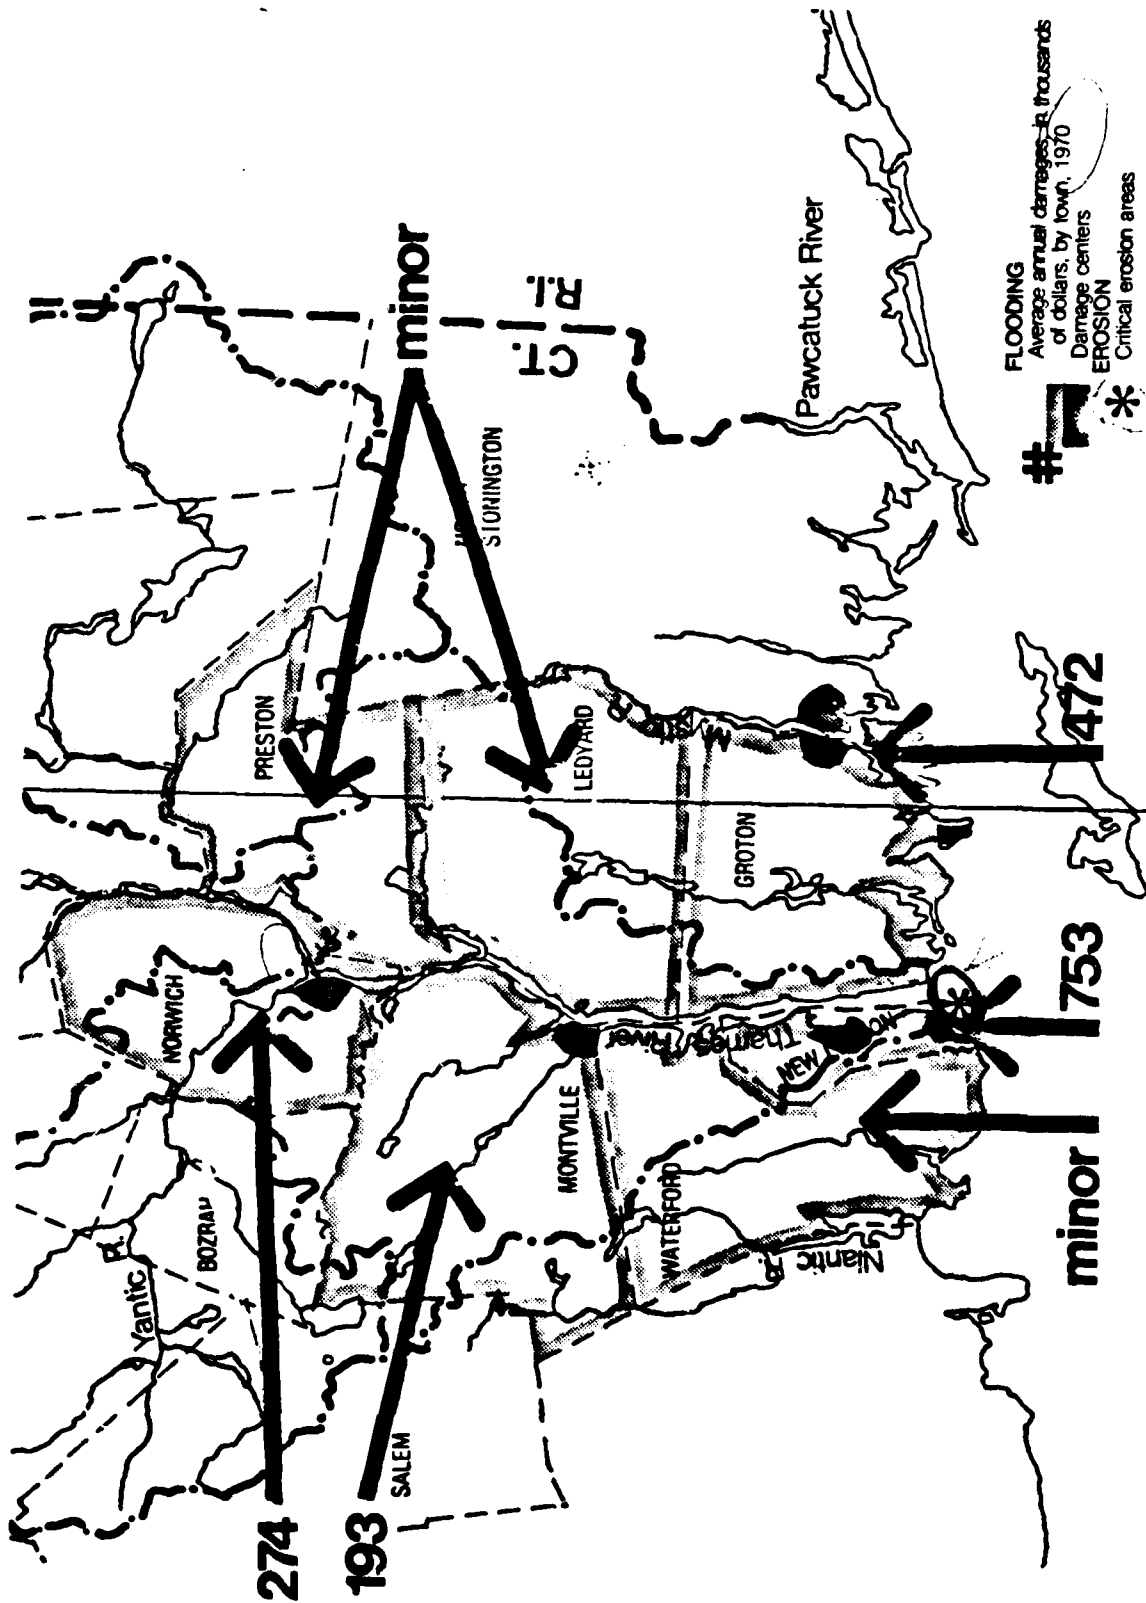 274
193
SALEM
Yantic R.
BOZRAH
NORWICH
PRESTON
minor
STONINGTON
CT.
R.I.
MONTVILLE
LEDYARD
WATERFORD
Niantic
R.
Thames
River
NEW
GROTON
Pawcatuck River
minor
753
472
FLOODING
# Average annual damages, in thousands
of dollars, by town, 1970
Damage centers
EROSION
* Critical erosion areas